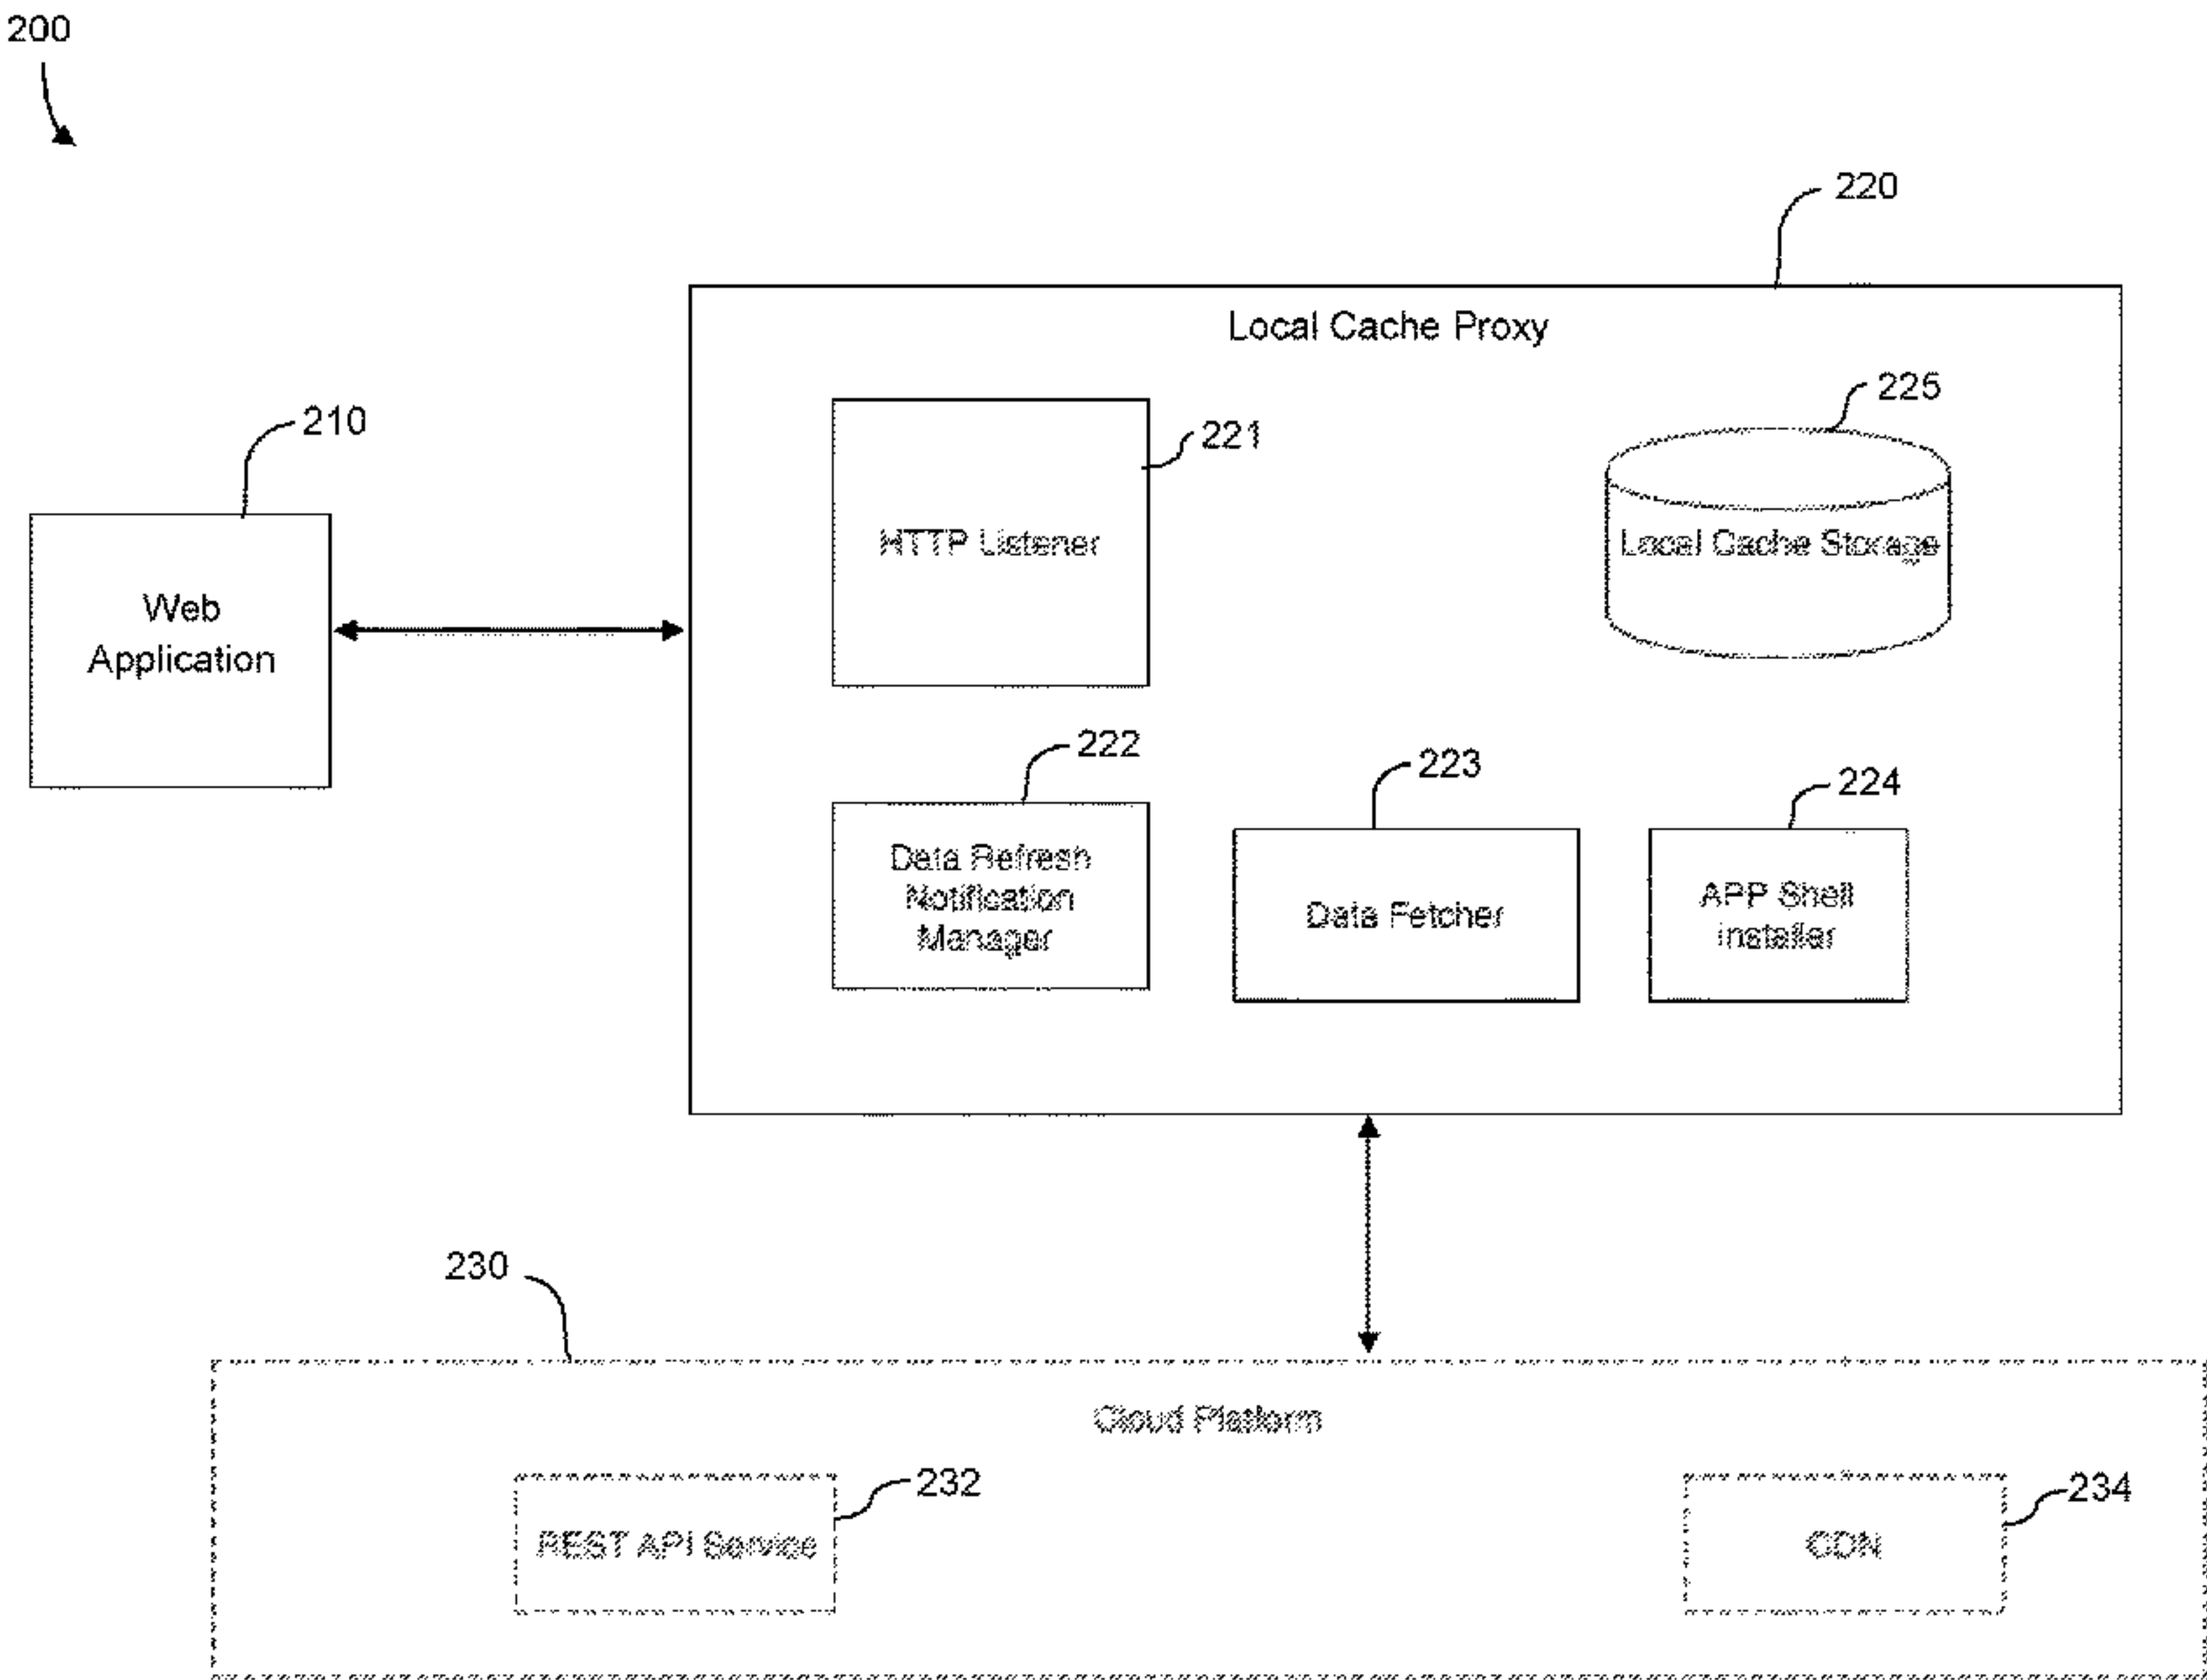 200
220
Local Cache Proxy
225
210
221
HTTP Listener
Local Cache Storage
Web
Application
222
223
224
Data Refresh
Notification
Manager
Data Fetcher
APP Shell
installer
230
Cloud Platform
232
234
REST API Service
CDN